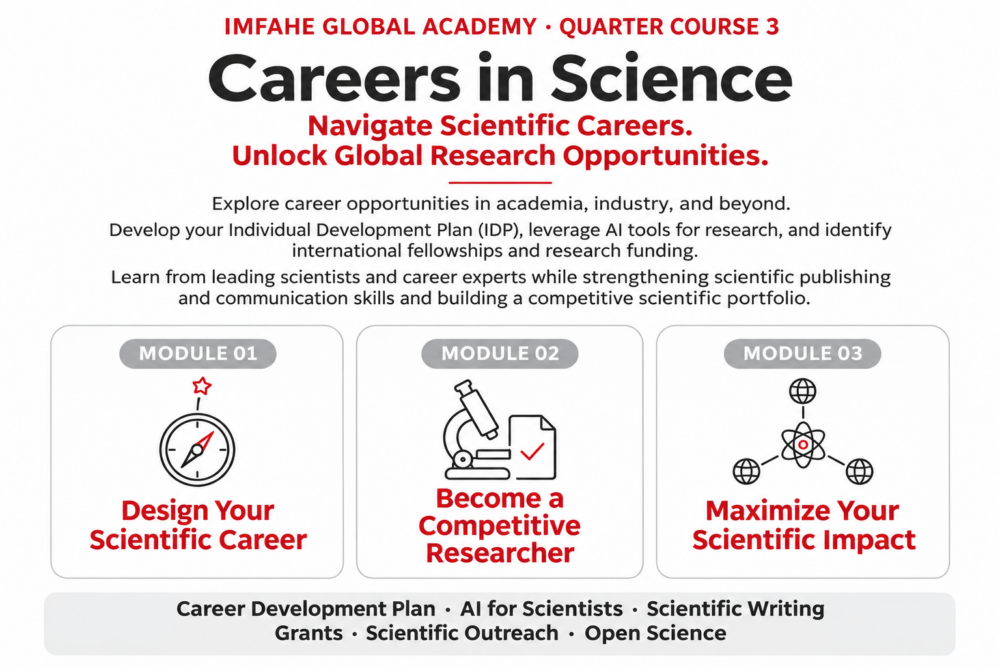 IMFAHE GLOBAL ACADEMY · QUARTER COURSE 3
Careers in Science
Navigate Scientific Careers.
Unlock Global Research Opportunities.
Explore career opportunities in academia, industry, and beyond.
Develop your Individual Development Plan (IDP), leverage AI tools for research, and identify
international fellowships and research funding.
Learn from leading scientists and career experts while strengthening scientific publishing
and communication skills and building a competitive scientific portfolio.
MODULE 01
Design Your
Scientific Career
MODULE 02
Become a
Competitive
Researcher
MODULE 03
Maximize Your
Scientific Impact
Career Development Plan · AI for Scientists · Scientific Writing
Grants · Scientific Outreach · Open Science